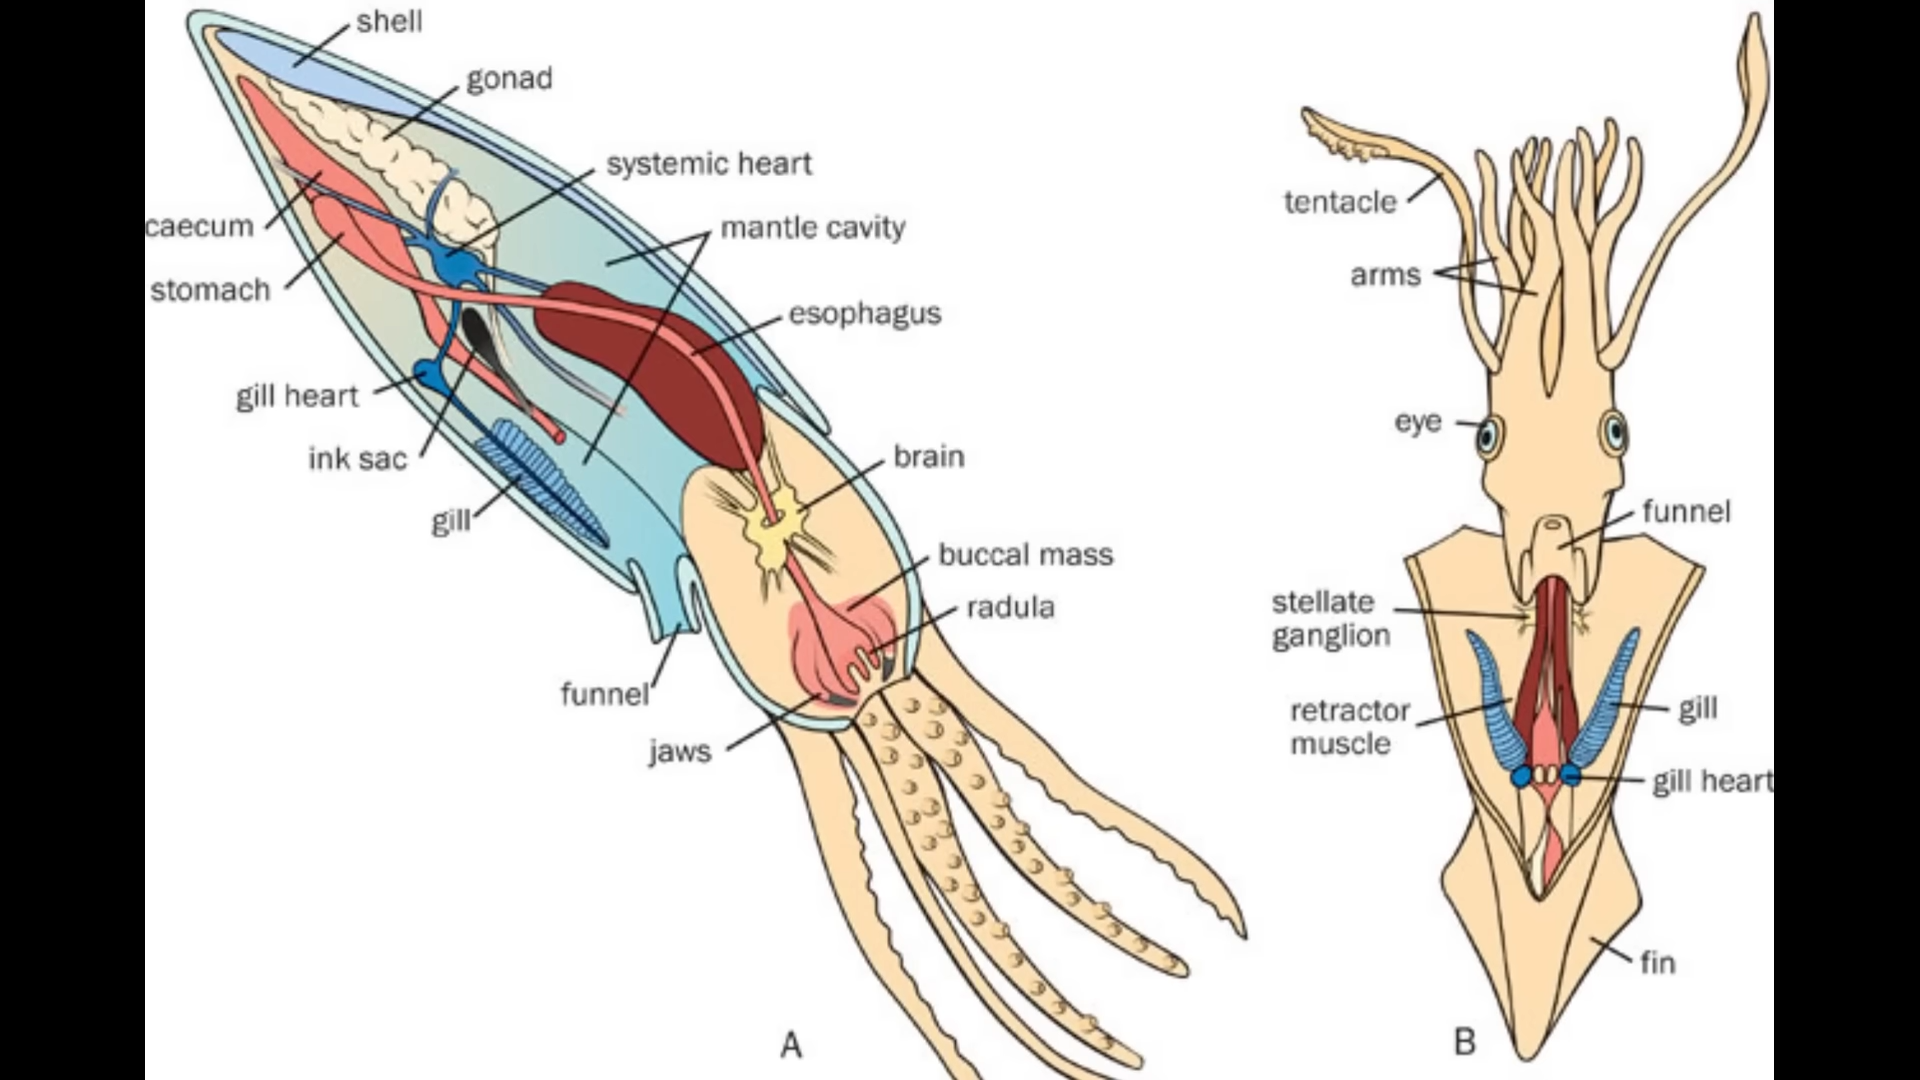 shell
gonad
systemic heart
mantle cavity
caecum
stomach
esophagus
gill heart
ink sac
gill
brain
buccal mass
radula
funnel
jaws
A
tentacle
arms
eye
funnel
stellate
ganglion
retractor
muscle
gill
gill heart
fin
B